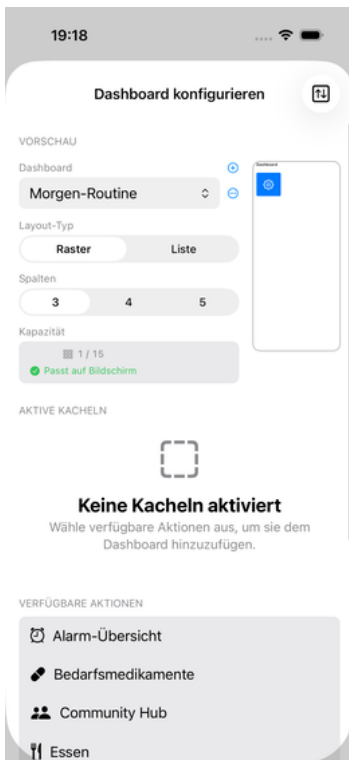 19:18
Dashboard konfigurieren
VORSCHAU
Dashboard
Morgen-Routine
Dashboard
Layout-Typ
Raster Liste
Spalten
3 4 5
Kapazität
1 / 15
Passt auf Bildschirm
AKTIVE KACHELN
Keine Kacheln aktiviert
Wähle verfügbare Aktionen aus, um sie dem
Dashboard hinzuzufügen.
VERFÜGBARE AKTIONEN
Alarm-Übersicht
Bedarfsmedikamente
Community Hub
Essen